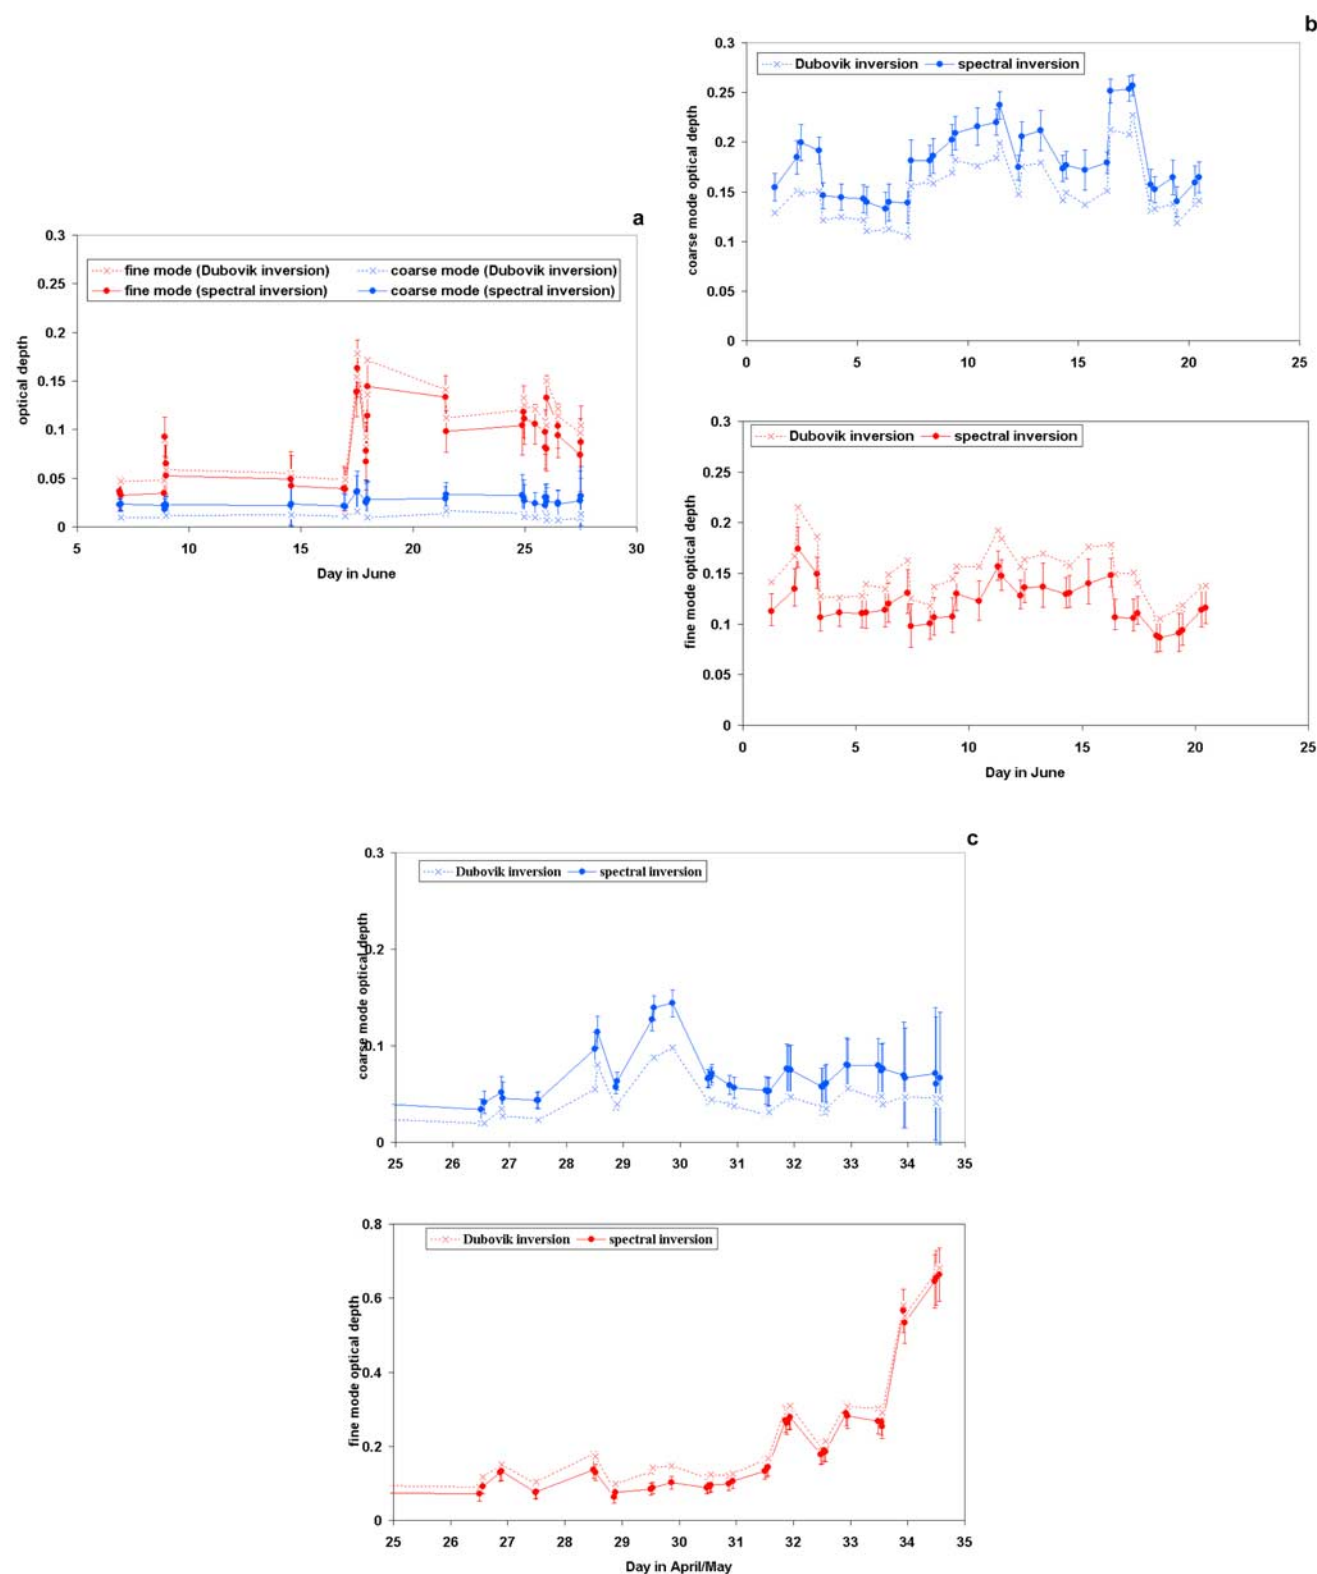 b
0.3
Dubovik inversion spectral inversion
0.25
0.2
0.15
0.1
0.05
0
0 5 10 15 20 25
coarse mode optical depth
a
0.3
fine mode (Dubovik inversion) coarse mode (Dubovik inversion)
fine mode (spectral inversion) coarse mode (spectral inversion)
0.25
0.2
0.15
0.1
0.05
0
5 10 15 20 25 30
optical depth
Day in June
0.3
Dubovik inversion spectral inversion
0.25
0.2
0.15
0.1
0.05
0
0 5 10 15 20 25
fine mode optical depth
Day in June
c
0.3
Dubovik inversion spectral inversion
0.2
0.1
0
25 26 27 28 29 30 31 32 33 34 35
coarse mode optical depth
0.8
Dubovik inversion spectral inversion
0.6
0.4
0.2
0
25 26 27 28 29 30 31 32 33 34 35
fine mode optical depth
Day in April/May